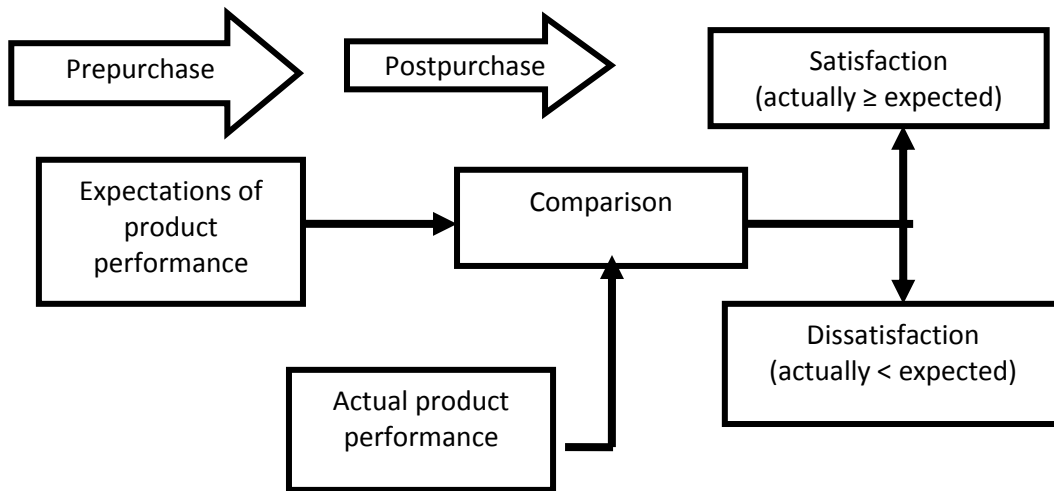 Prepurchase
Postpurchase
Satisfaction
(actually ≥ expected)
Expectations of
product
performance
Comparison
Dissatisfaction
(actually < expected)
Actual product
performance